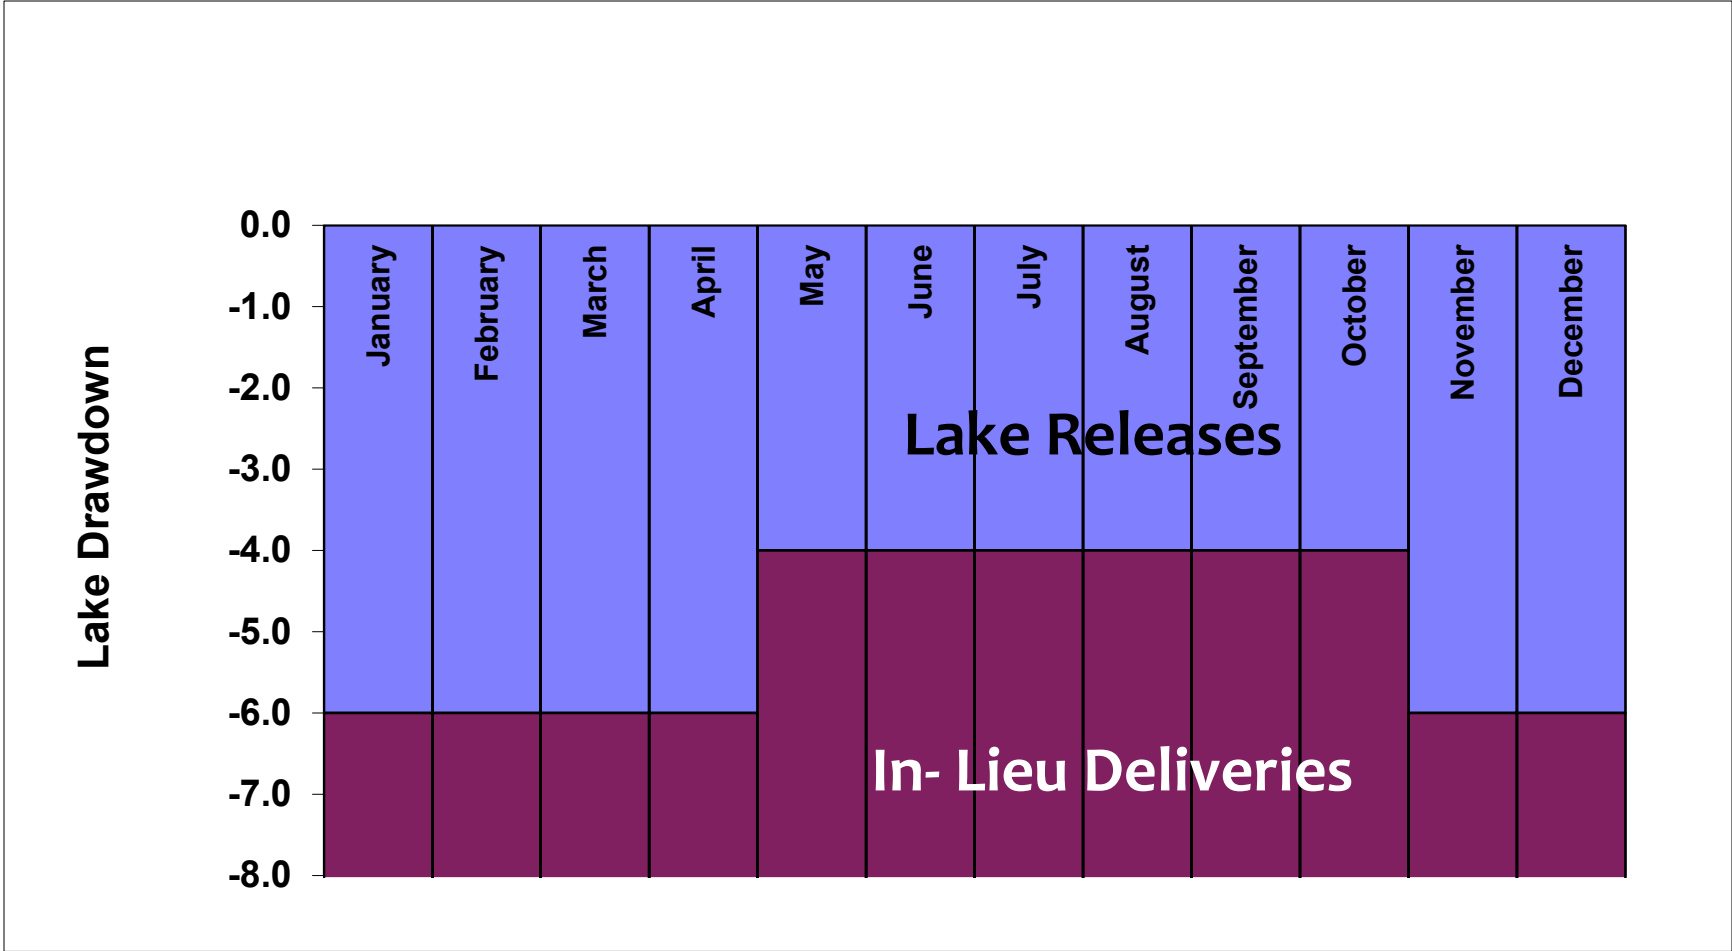 0.0
-1.0
-2.0
-3.0
-4.0
-5.0
-6.0
-7.0
-8.0
Lake Drawdown
January
February
March
April
May
June
July
August
September
October
November
December
Lake Releases
In- Lieu Deliveries